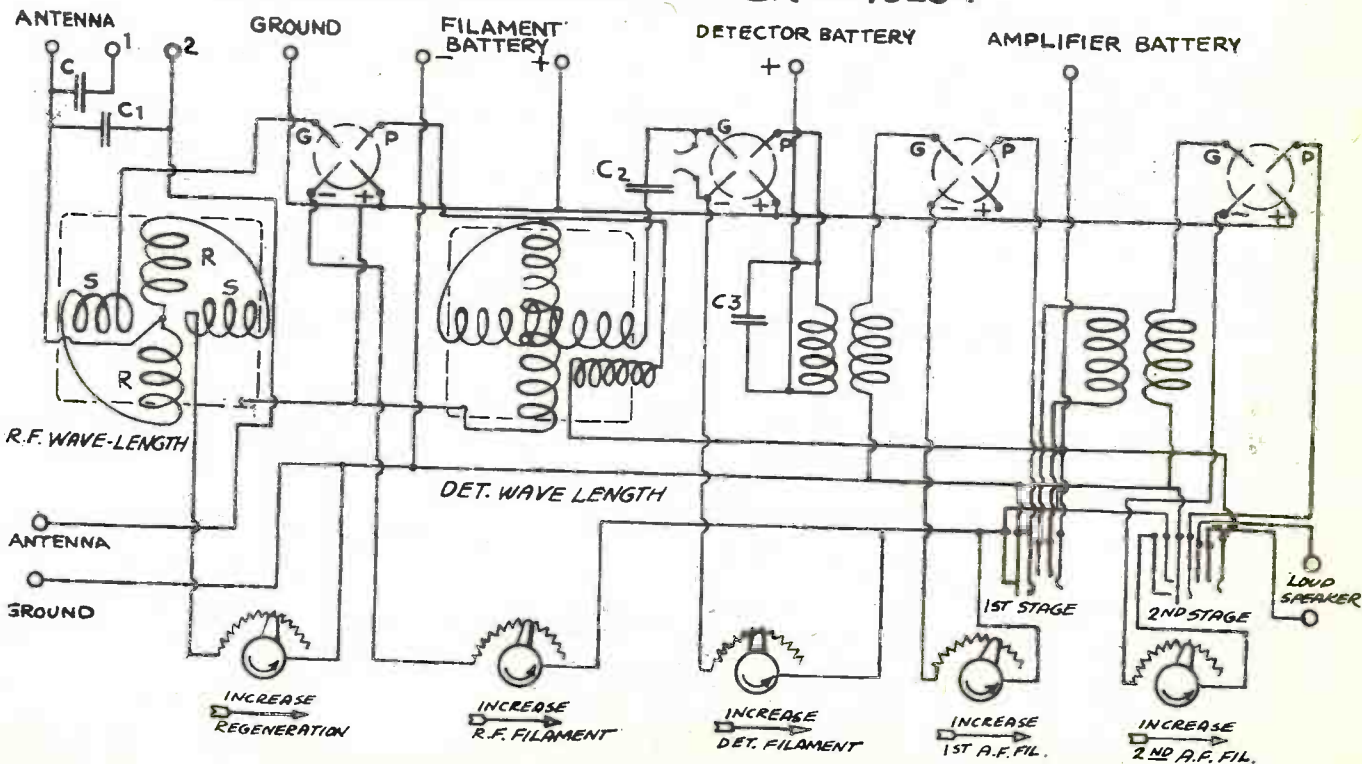 ANTENNA
1
2
GROUND
FILAMENT
BATTERY
-
+
DETECTOR BATTERY
+
AMPLIFIER BATTERY
C
C1
G
P
- +
C2
G
P
- +
G
P
- +
G
P
- +
S
R
S
R
C3
R.F. WAVE-LENGTH
DET. WAVE LENGTH
ANTENNA
GROUND
1ST STAGE
2ND STAGE
LOUD
SPEAKER
INCREASE
REGENERATION
INCREASE
R.F. FILAMENT
INCREASE
DET. FILAMENT
INCREASE
1ST A.F. FIL.
INCREASE
2ND A.F. FIL.